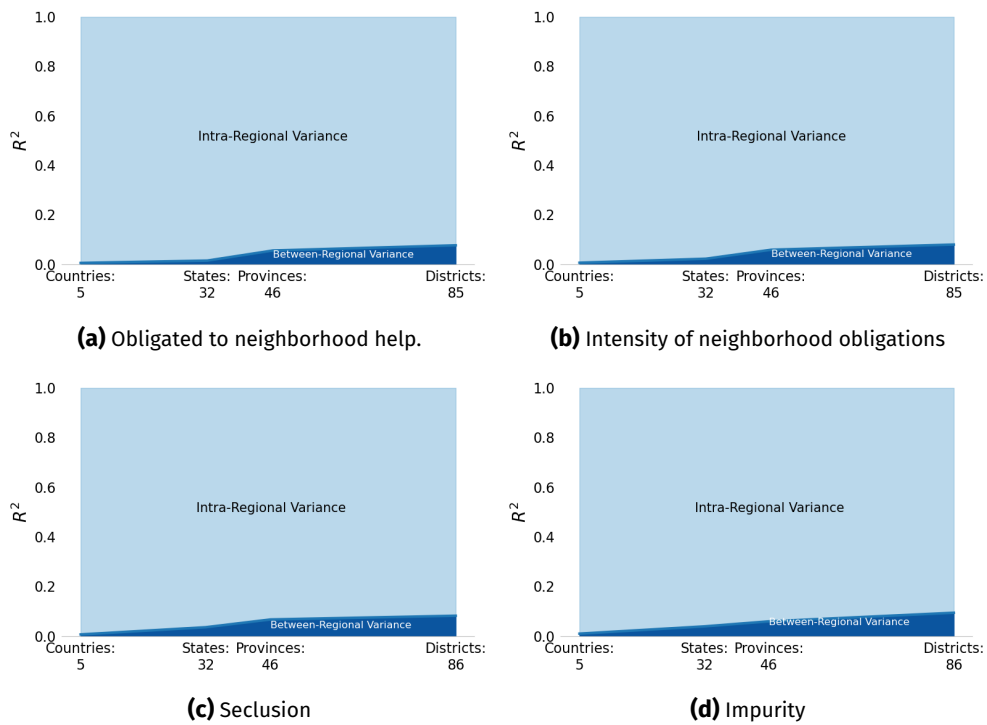 1.0
0.8
0.6
0.4
0.2
0.0
R²
Intra-Regional Variance
Between-Regional Variance
Countries: States: Provinces: Districts:
5 32 46 85
(a) Obligated to neighborhood help.
1.0
0.8
0.6
0.4
0.2
0.0
R²
Intra-Regional Variance
Between-Regional Variance
Countries: States: Provinces: Districts:
5 32 46 85
(b) Intensity of neighborhood obligations
1.0
0.8
0.6
0.4
0.2
0.0
R²
Intra-Regional Variance
Between-Regional Variance
Countries: States: Provinces: Districts:
5 32 46 86
(c) Seclusion
1.0
0.8
0.6
0.4
0.2
0.0
R²
Intra-Regional Variance
Between-Regional Variance
Countries: States: Provinces: Districts:
5 32 46 86
(d) Impurity